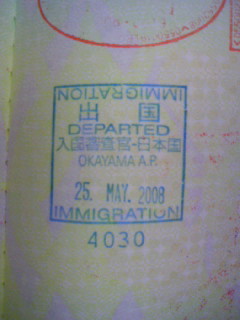 IMMIGRATION
出国
DEPARTED
入国審査官-日本国
OKAYAMA A.P.
25. MAY. 2008
IMMIGRATION
4030